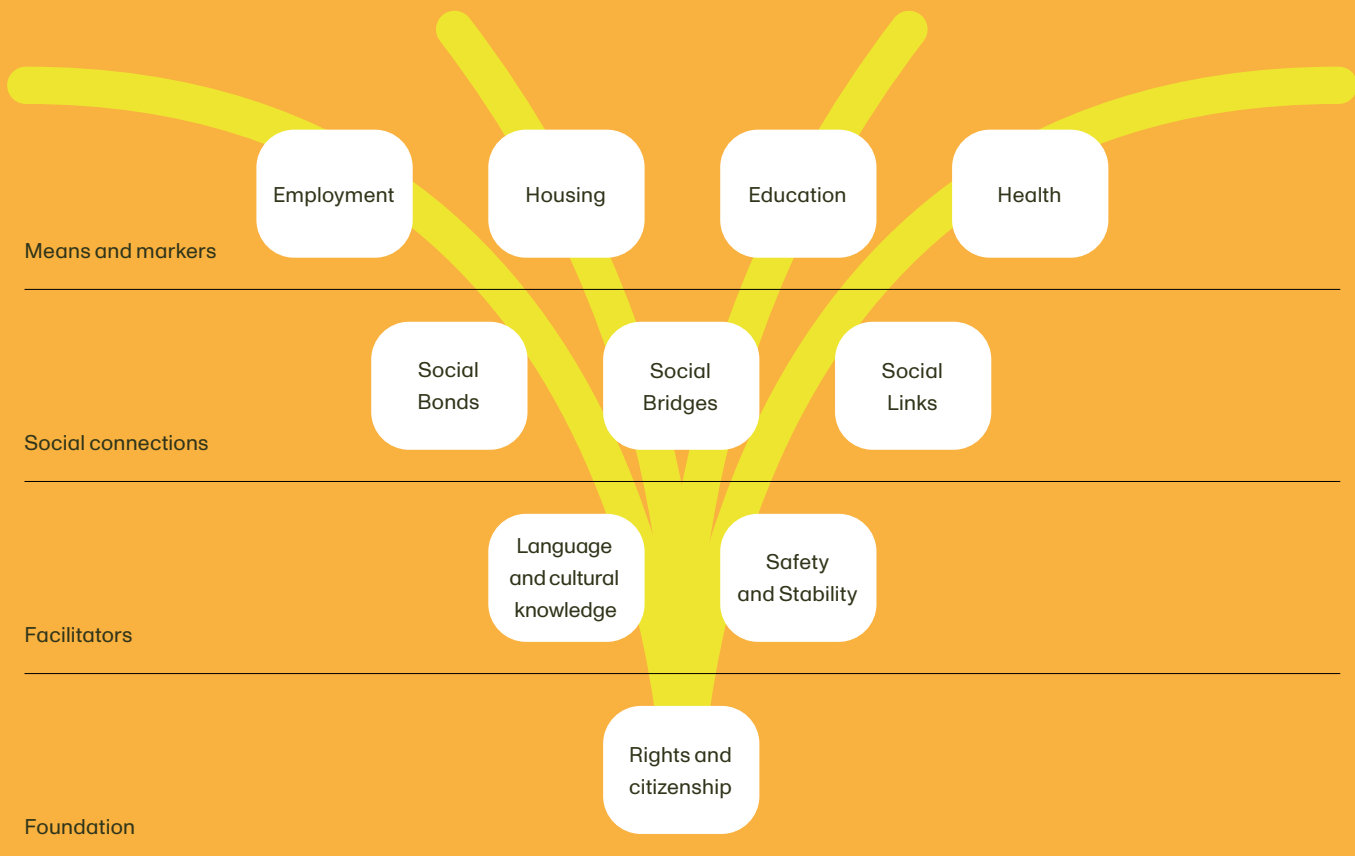 Employment
Housing
Education
Health
Means and markers
Social
Bonds
Social
Bridges
Social
Links
Social connections
Language
and cultural
knowledge
Safety
and Stability
Facilitators
Rights and
citizenship
Foundation